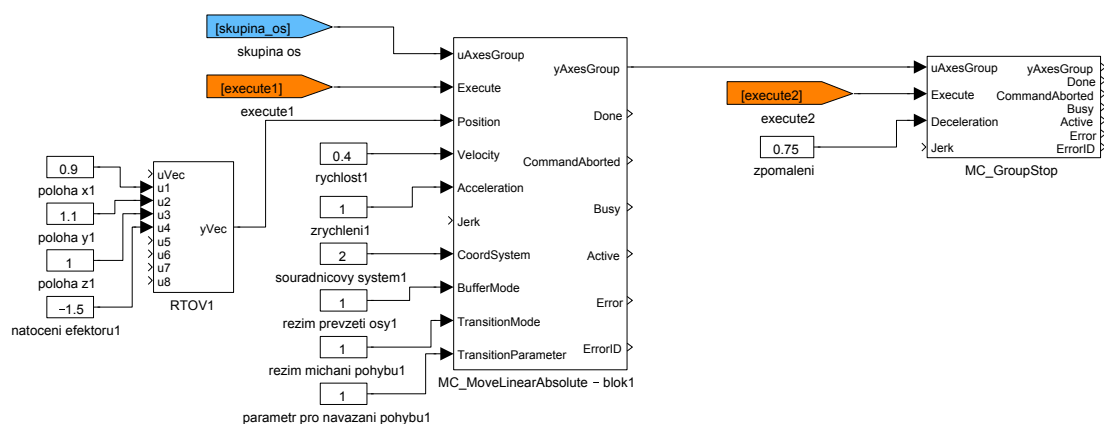 [skupina_os]
skupina os
[execute1]
execute1
0.9
poloha x1
1.1
poloha y1
1
poloha z1
−1.5
natoceni efektoru1
uVec
u1
u2
u3
u4
u5
u6
u7
u8
yVec
RTOV1
0.4
rychlost1
1
zrychleni1
2
souradnicovy system1
1
rezim prevzeti osy1
1
rezim michani pohybu1
1
parametr pro navazani pohybu1
uAxesGroup
Execute
Position
Velocity
Acceleration
Jerk
CoordSystem
BufferMode
TransitionMode
TransitionParameter
yAxesGroup
Done
CommandAborted
Busy
Active
Error
ErrorID
MC_MoveLinearAbsolute − blok1
[execute2]
execute2
0.75
zpomaleni
uAxesGroup
Execute
Deceleration
Jerk
yAxesGroup
Done
CommandAborted
Busy
Active
Error
ErrorID
MC_GroupStop